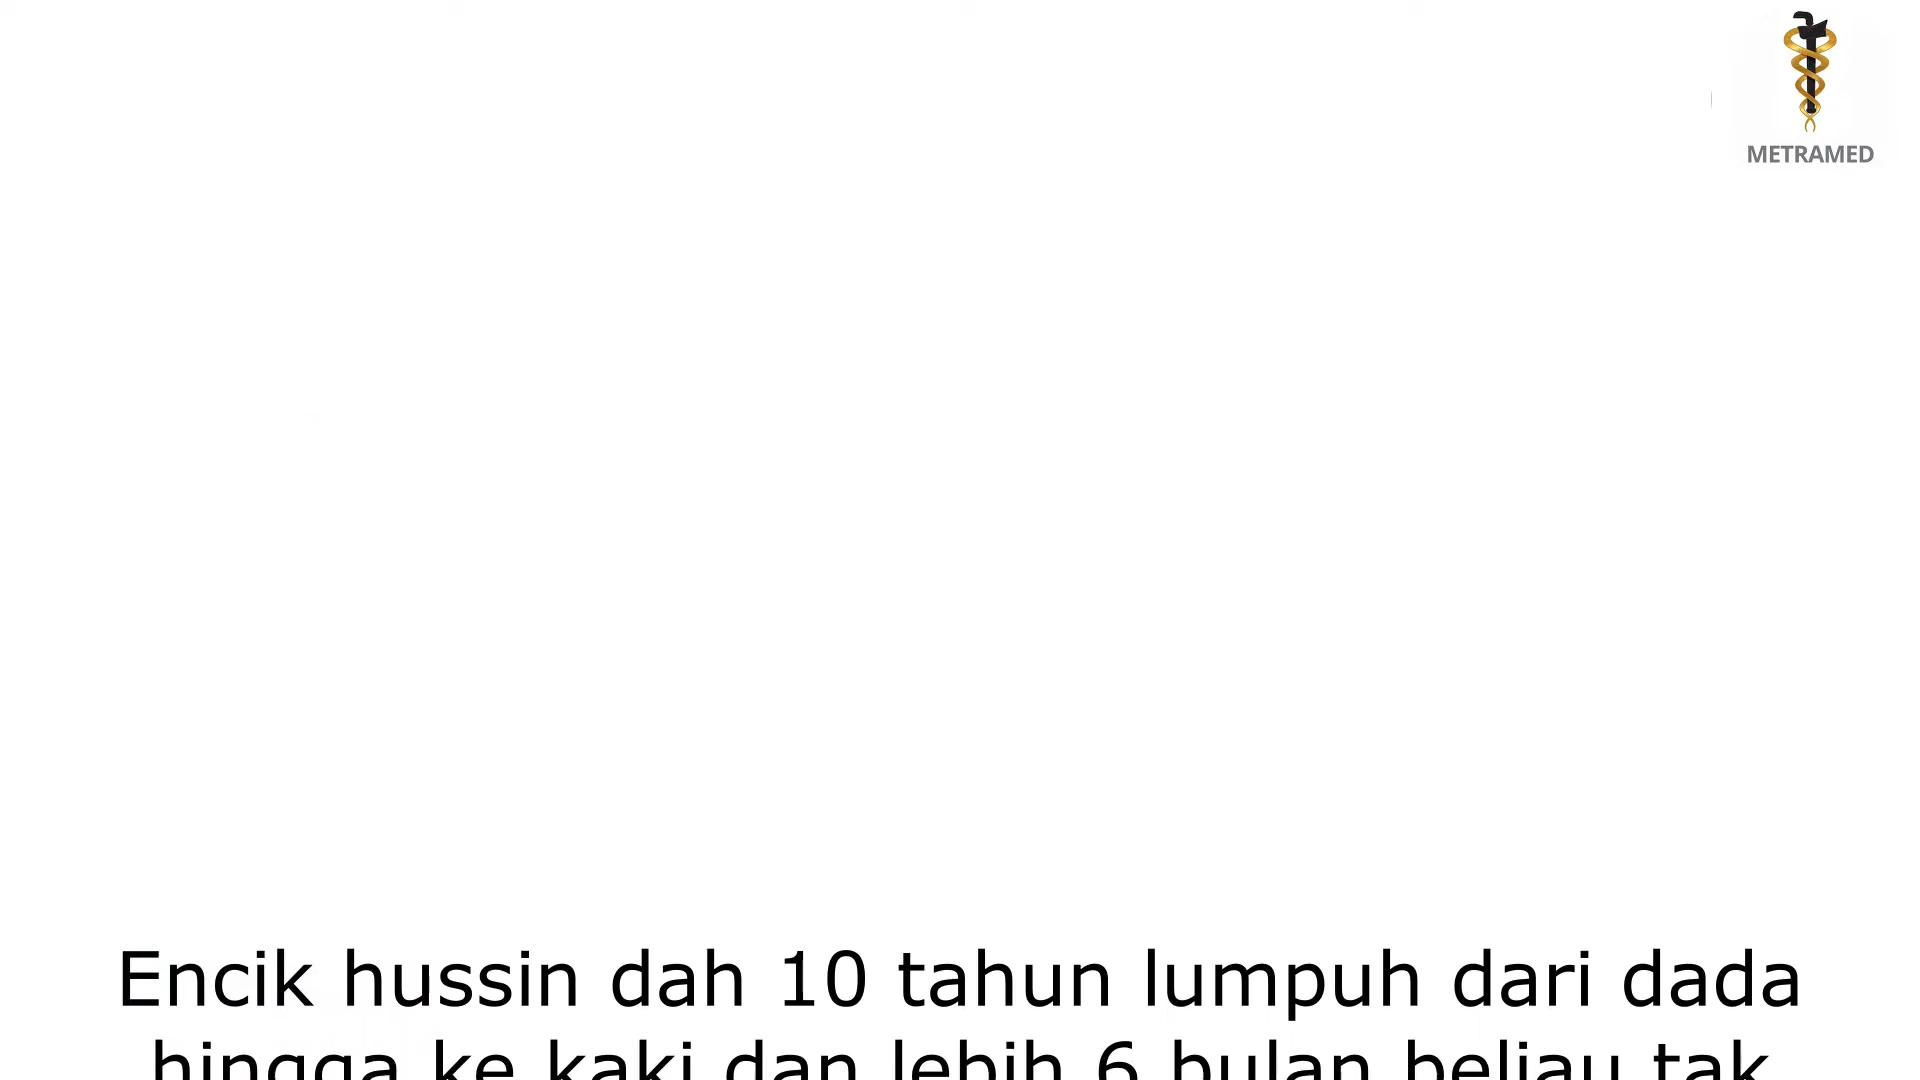 METRAMED
Encik hussin dah 10 tahun lumpuh dari dada
hingga ke kaki dan lebih 6 bulan beliau tak